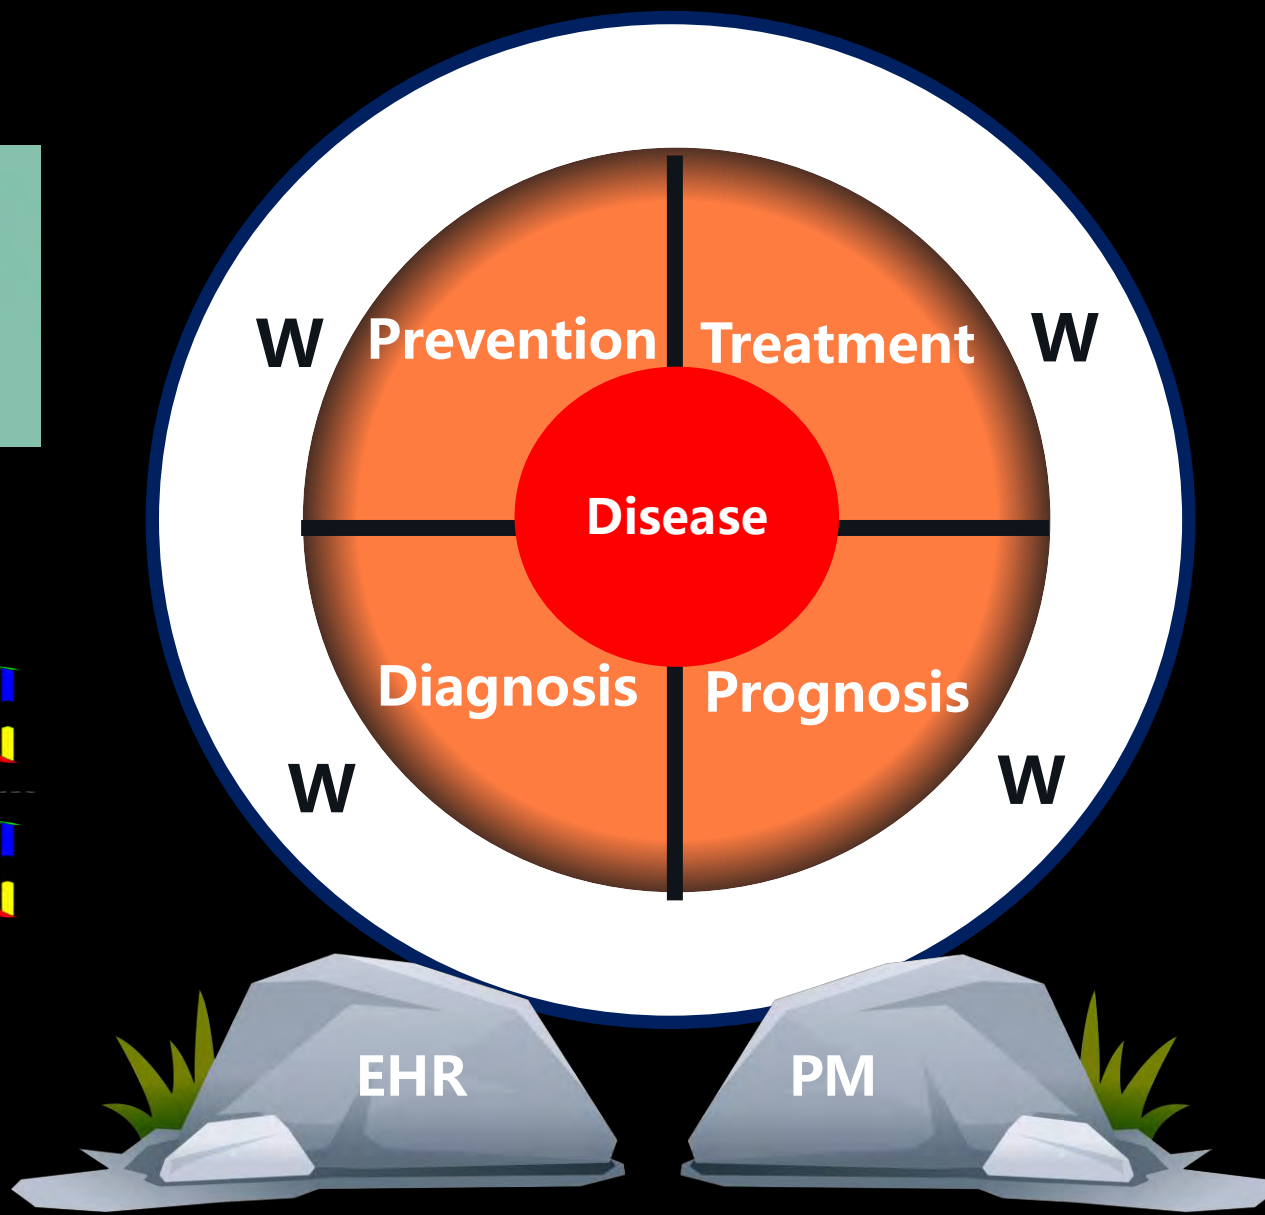 W Prevention Treatment W
Disease
Diagnosis Prognosis
W W
EHR PM